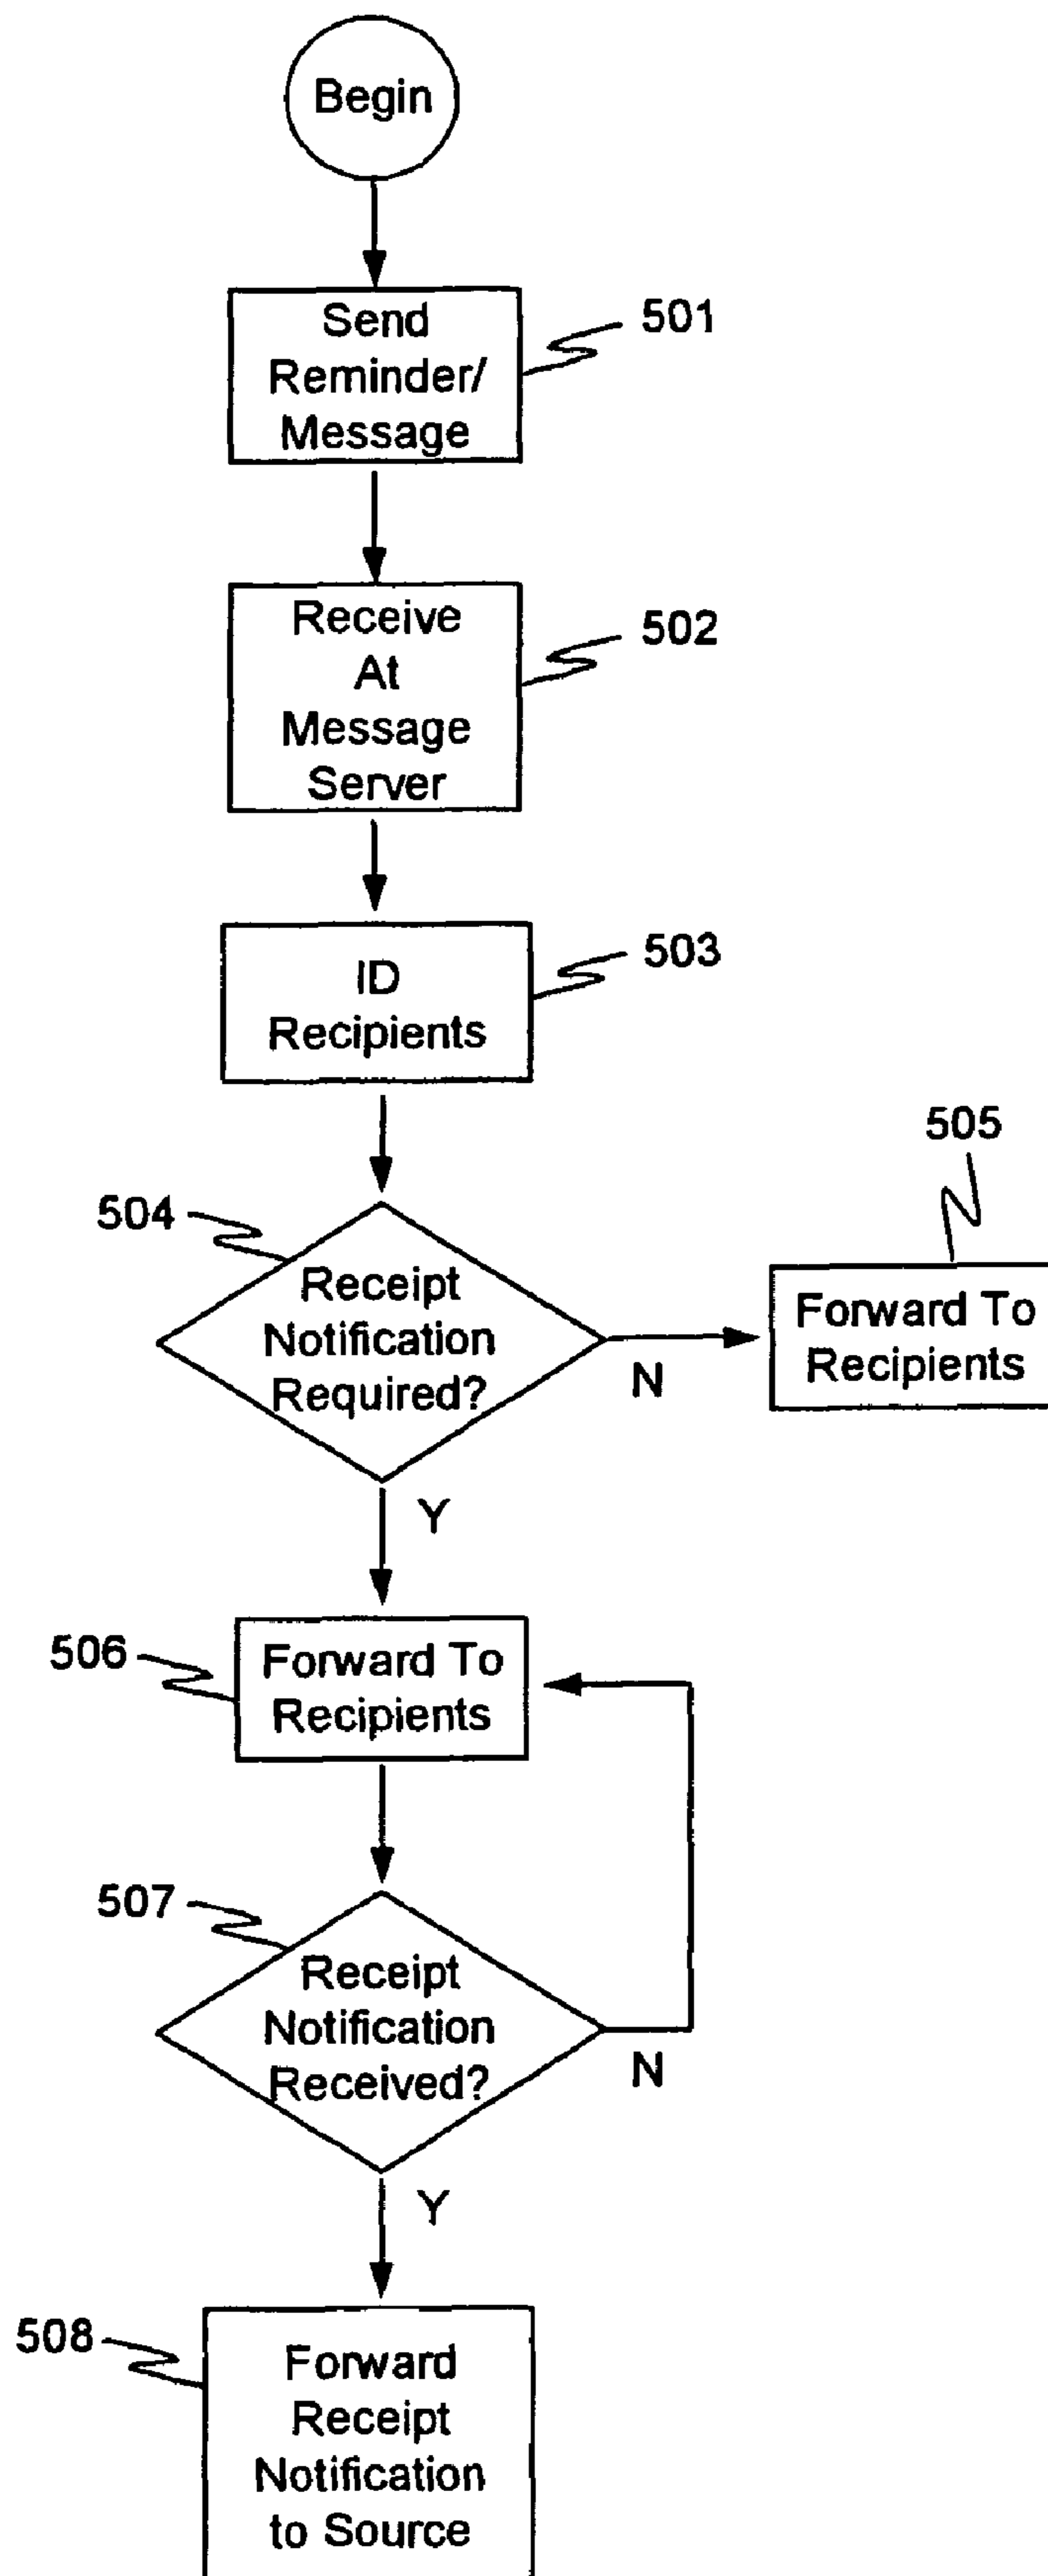 Begin
Send
Reminder/
Message
501
Receive
At
Message
Server
502
ID
Recipients
503
504
Receipt
Notification
Required?
N
505
Forward To
Recipients
Y
506
Forward To
Recipients
507
Receipt
Notification
Received?
N
Y
508
Forward
Receipt
Notification
to Source